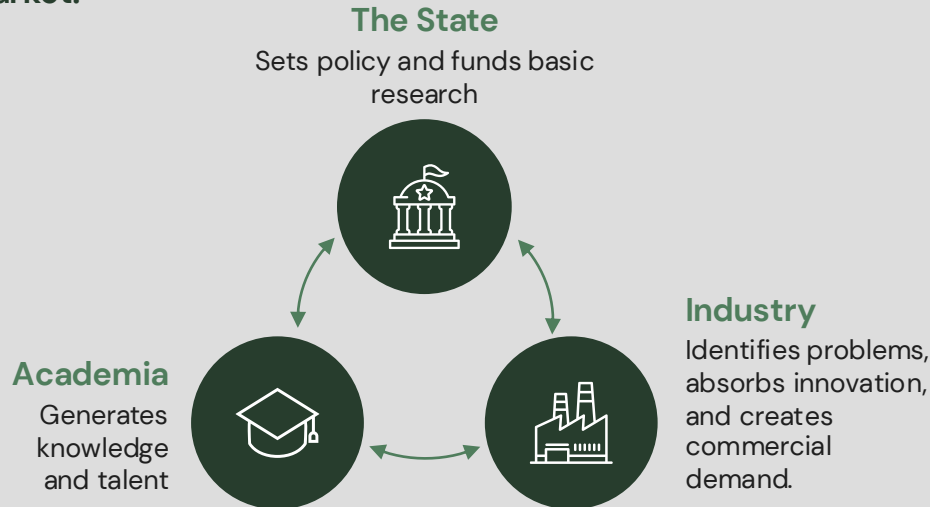 The State
Sets policy and funds basic
research
Industry
Identifies problems,
absorbs innovation,
and creates
commercial
demand.
Academia
Generates
knowledge
and talent